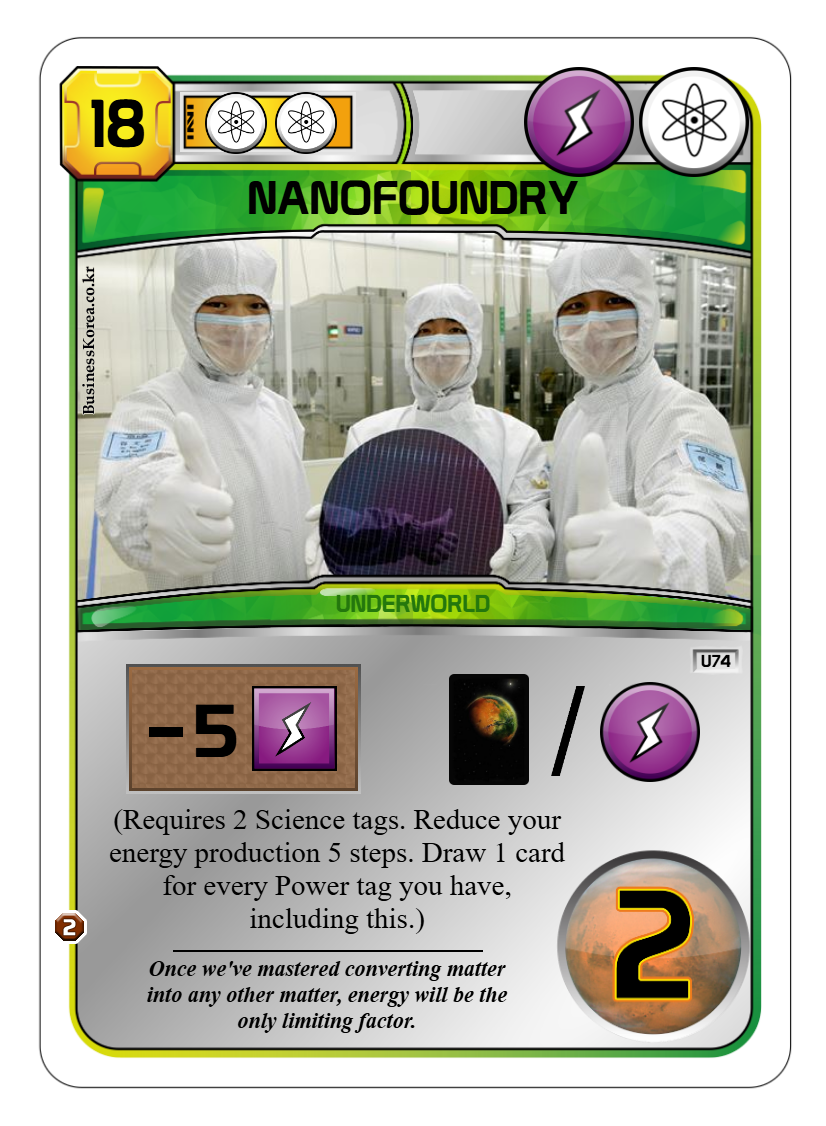 18
NANOFOUNDRY
BusinessKorea.co.kr
UNDERWORLD
U74
-5
/
(Requires 2 Science tags. Reduce your
energy production 5 steps. Draw 1 card
for every Power tag you have,
including this.)
2
2
Once we've mastered converting matter
into any other matter, energy will be the
only limiting factor.